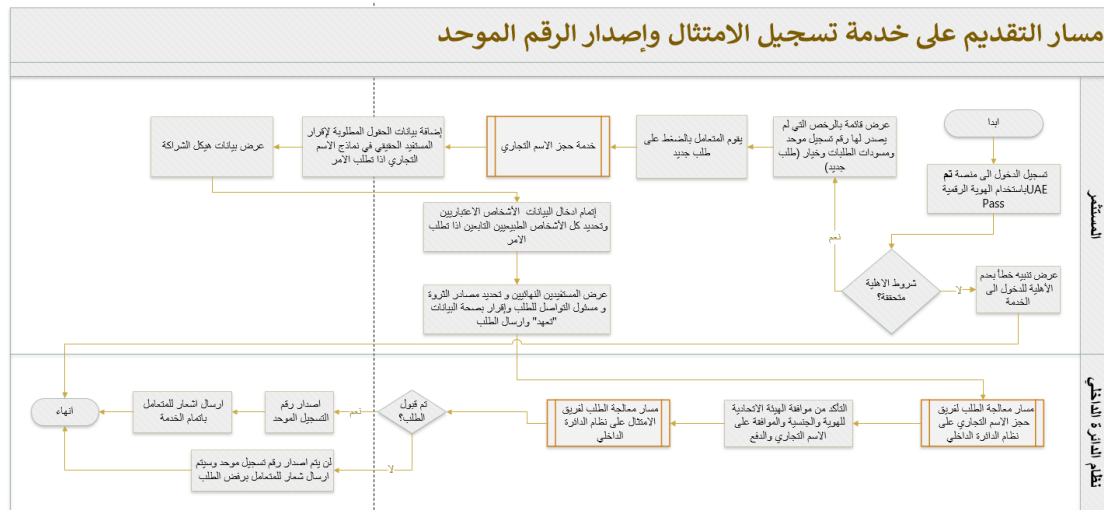 مسار التقديم على خدمة تسجيل الامتثال وإصدار الرقم الموحد
المستثمر
ابدا
تسجيل الدخول الى منصة تم
باستخدام الهوية الرقمية UAE
Pass
شروط الاهلية
متحققة؟
نعم
لا
عرض تنبيه خطأ بعدم
الأهلية للدخول الى
الخدمة
عرض قائمة بالرخص التي لم
يصدر لها رقم تسجيل موحد
ومسودات الطلبات وخيار (طلب
جديد)
يقوم المتعامل بالضغط على
طلب جديد
خدمة حجز الاسم التجاري
إضافة بيانات الحقول المطلوبة لإقرار
المستفيد الحقيقي في نماذج الاسم
التجاري اذا تطلب الامر
عرض بيانات هيكل الشراكة
إتمام ادخال البيانات الأشخاص الاعتباريين
وتحديد كل الأشخاص الطبيعيين التابعين اذا تطلب
الامر
عرض المستفيدين النهائيين و تحديد مصادر الثروة
و مسئول التواصل للطلب وإقرار بصحة البيانات
"تعهد" وارسال الطلب
نظام الدائرة الداخلي
مسار معالجة الطلب لفريق
حجز الاسم التجاري على
نظام الدائرة الداخلي
التأكد من موافقة الهيئة الاتحادية
للهوية والجنسية والموافقة على
الاسم التجاري والدفع
مسار معالجة الطلب لفريق
الامتثال على نظام الدائرة
الداخلي
تم قبول
الطلب؟
نعم
لا
اصدار رقم
التسجيل الموحد
ارسال اشعار للمتعامل
باتمام الخدمة
انهاء
لن يتم اصدار رقم تسجيل موحد وسيتم
ارسال شعار للمتعامل برفض الطلب